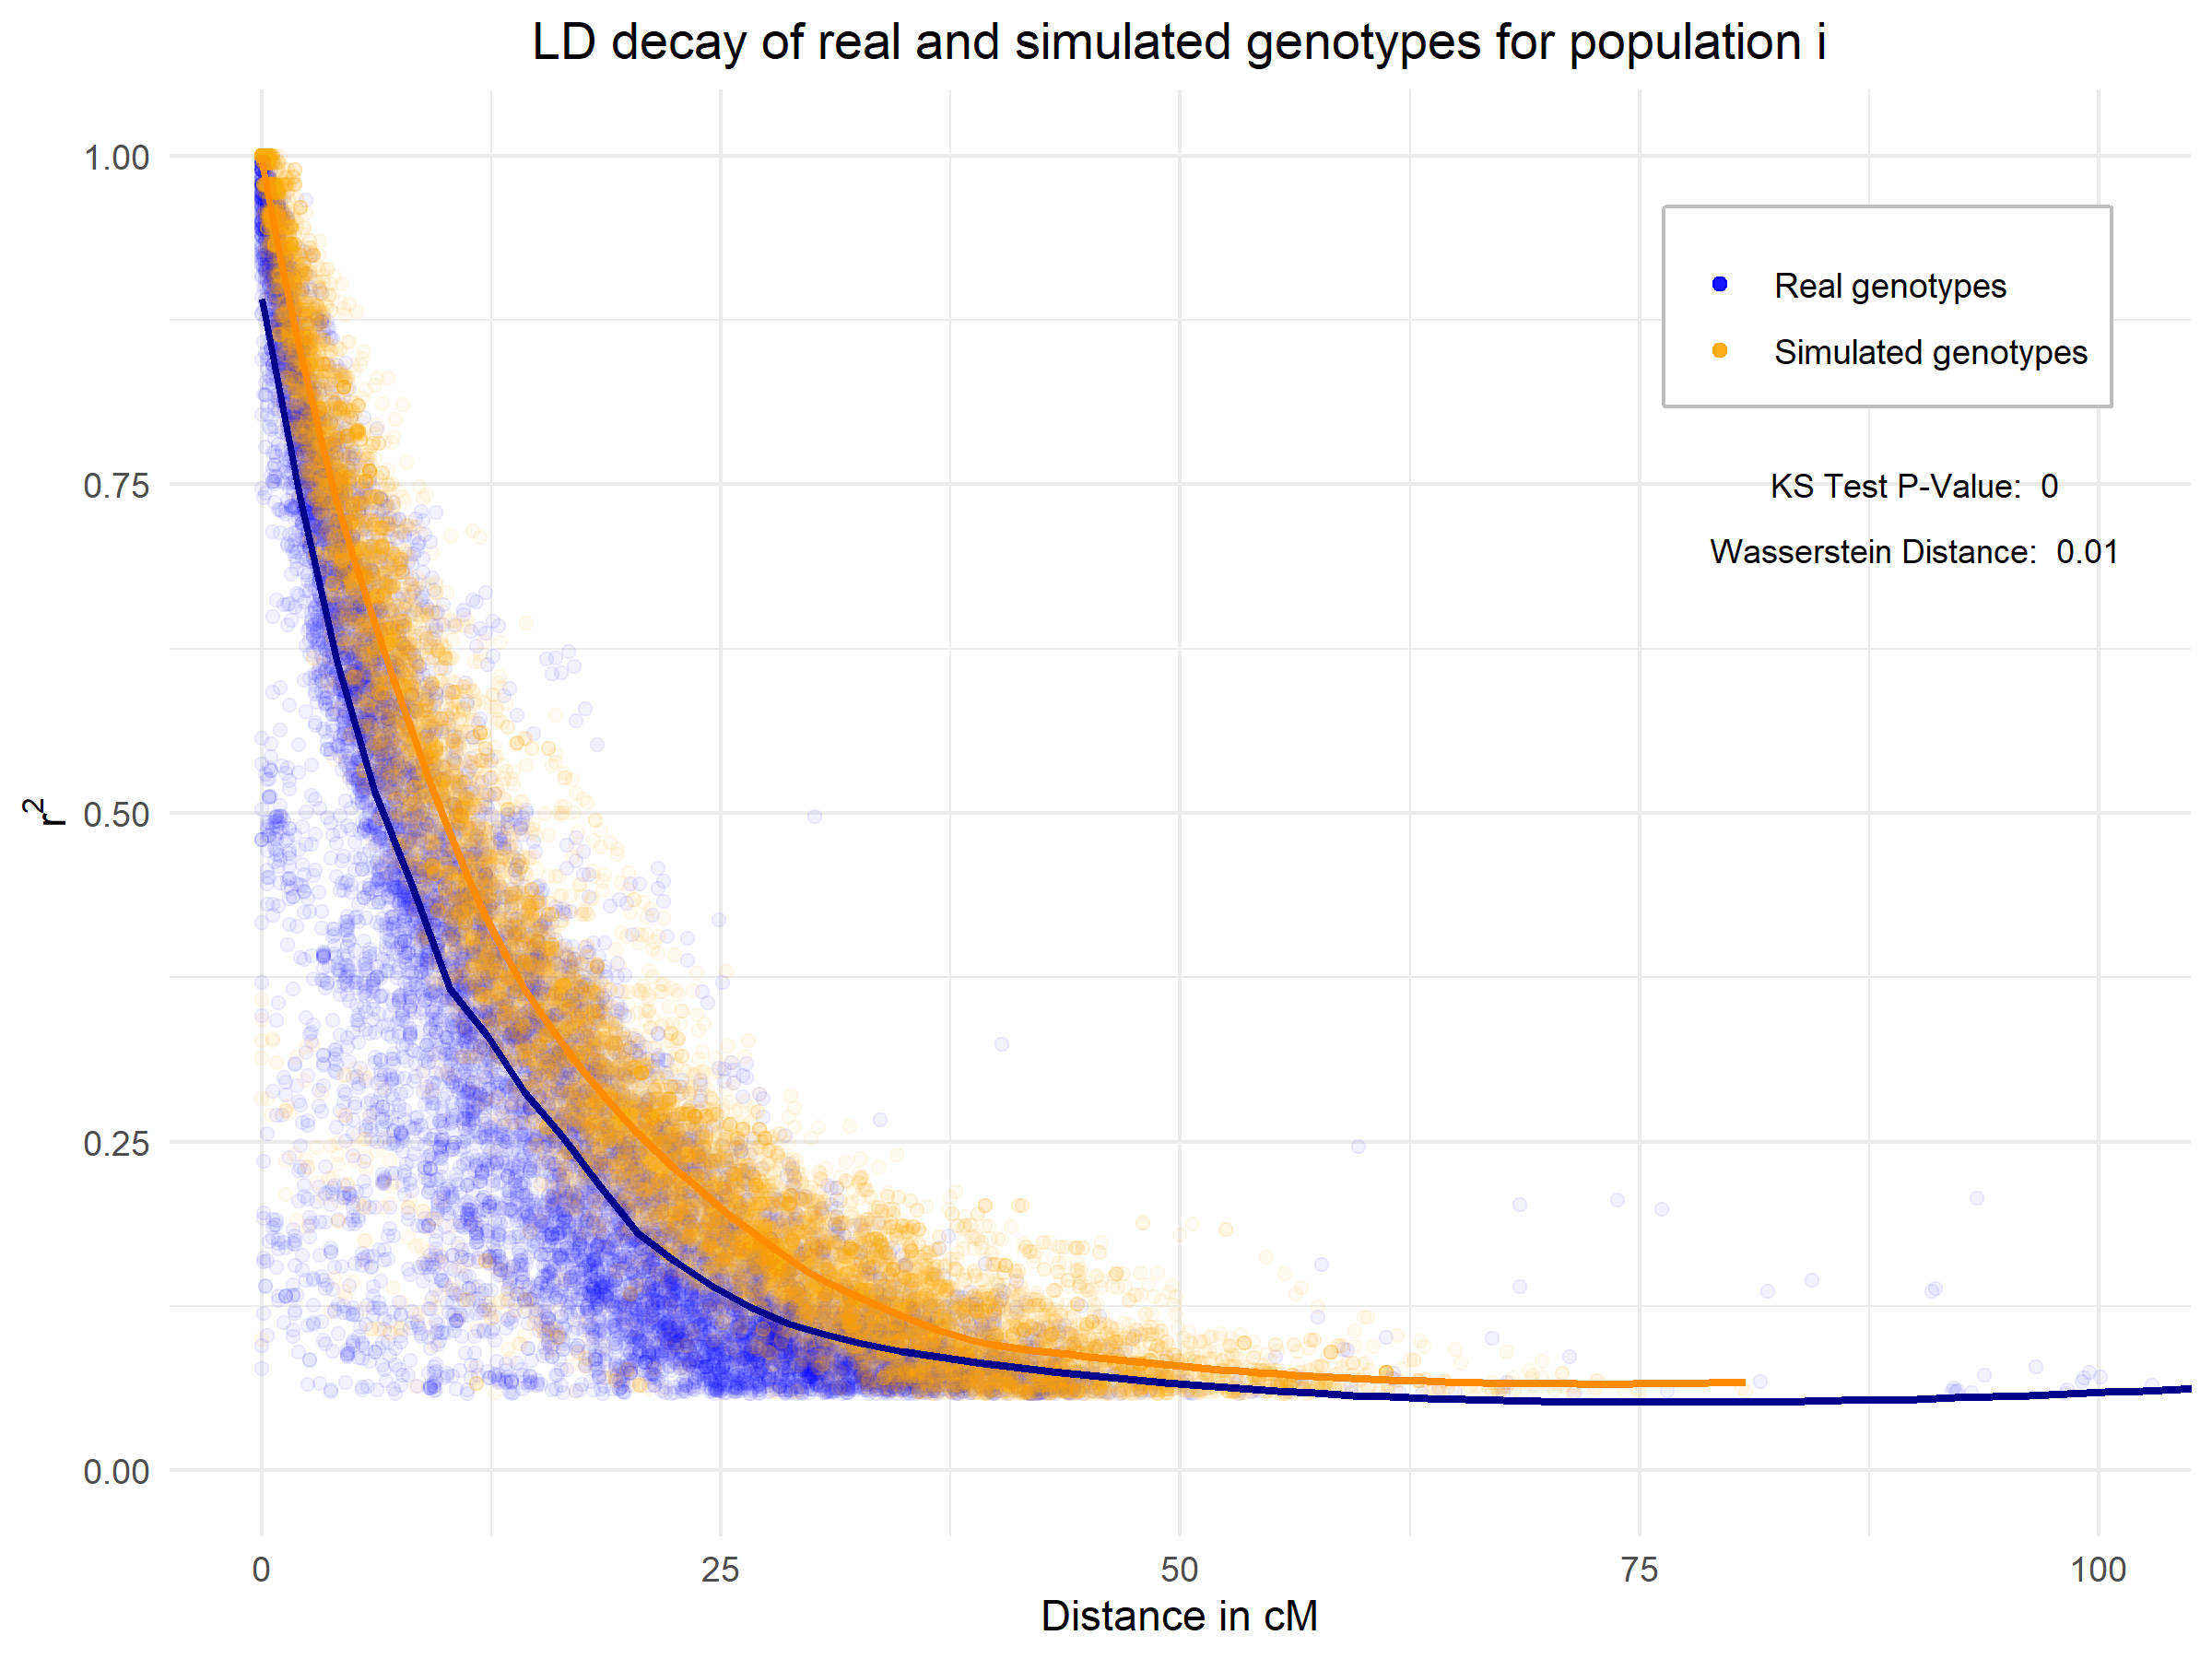 LD decay of real and simulated genotypes for population i
1.00
0.75
0.50
0.25
0.00
r²
Real genotypes
Simulated genotypes
KS Test P-Value: 0
Wasserstein Distance: 0.01
0 25 50 75 100
Distance in cM